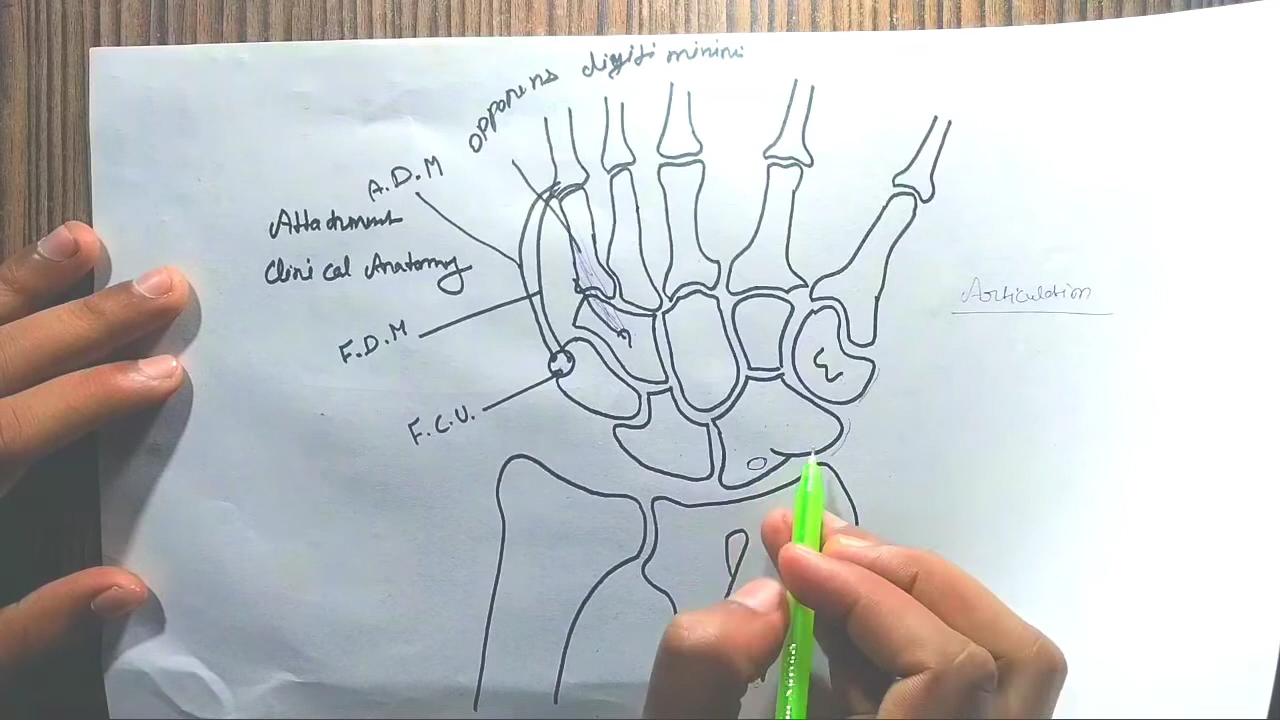 opponens digiti minimi
A.D.M
Attachment
Clinical Anatomy
F.D.M
F.C.U.
Articulation